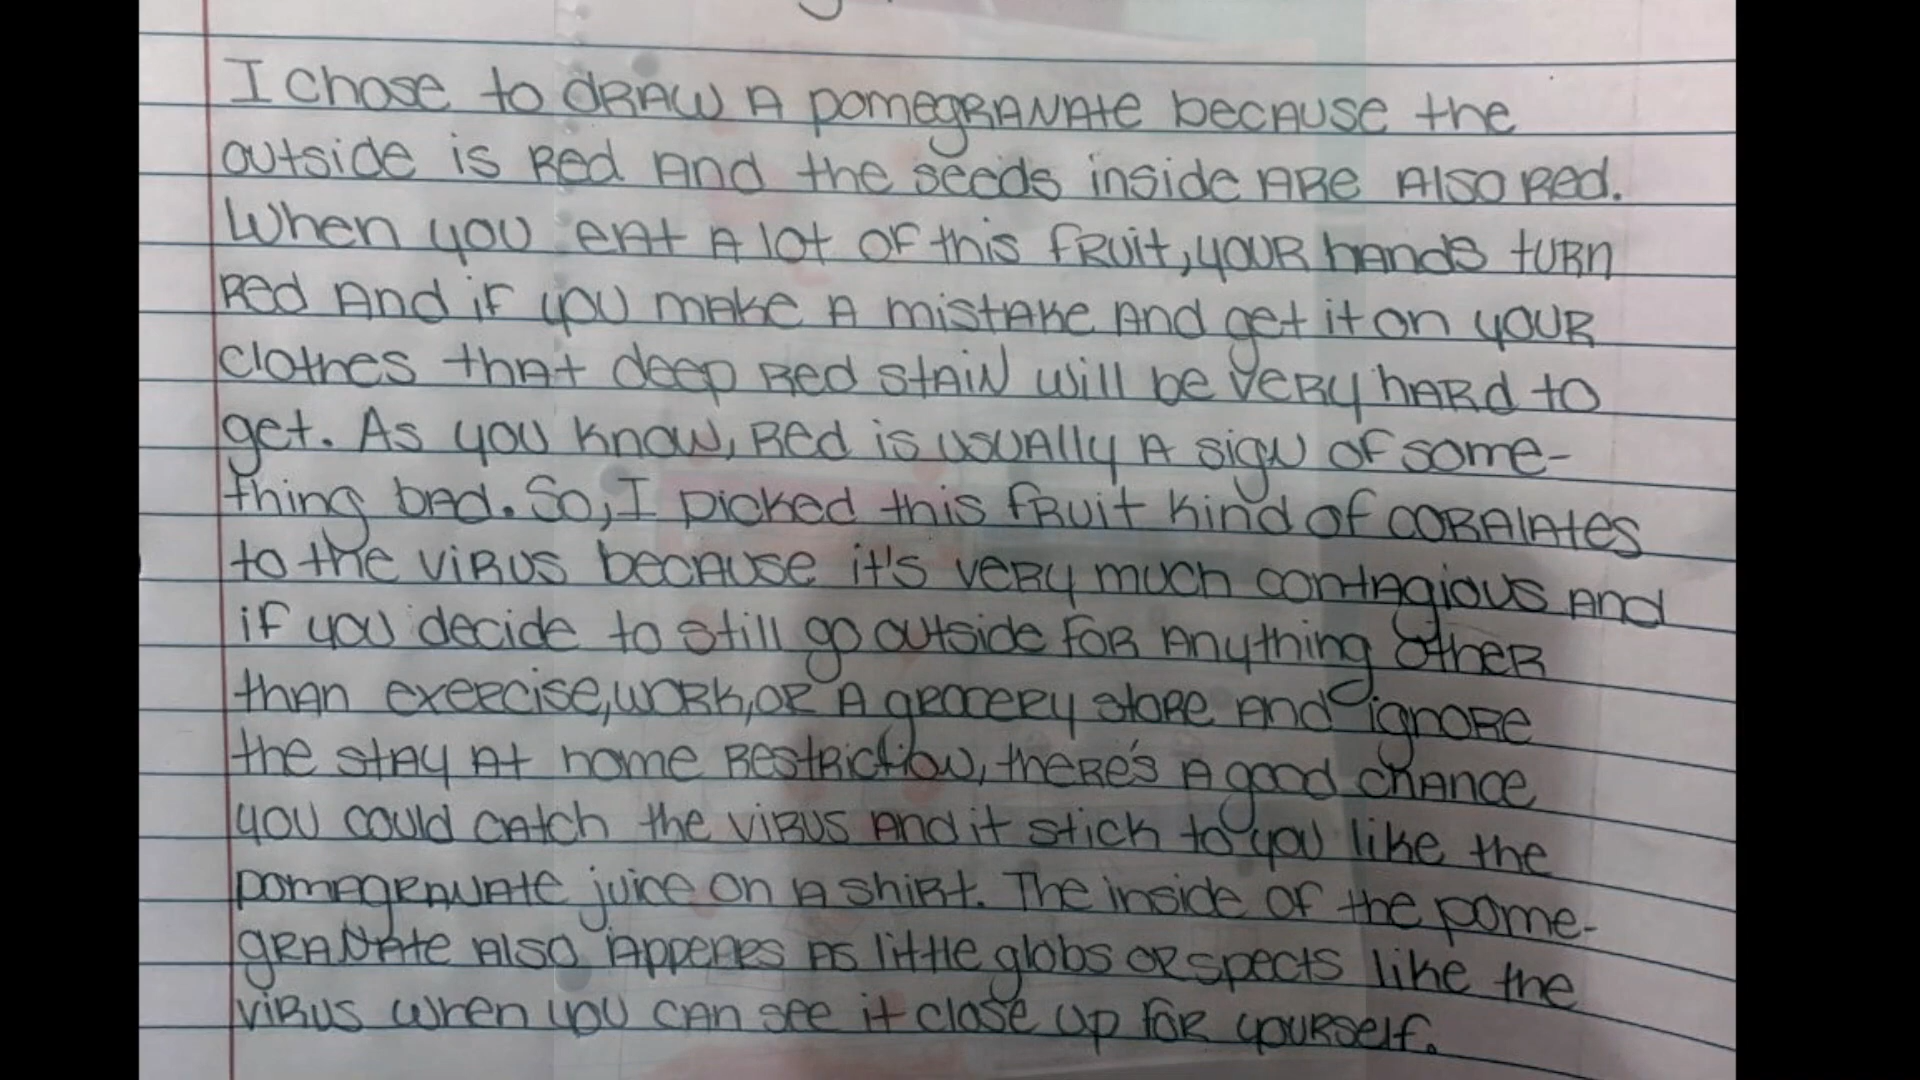 I chose to draw a pomegranate because the
outside is red and the seeds inside are also red.
When you eat a lot of this fruit, your hands turn
red and if you make a mistake and get it on your
clothes that deep red stain will be very hard to
get. As you know, red is usually a sign of some-
thing bad. So, I picked this fruit kind of coralates
to the virus because it's very much contagious and
if you decide to still go outside for anything other
than exercise, work, or a grocery store and ignore
the stay at home restriction, there's a good chance
you could catch the virus and it stick to you like the
pomagranate juice on a shirt. The inside of the pome-
granate also appears as little globs or spects like the
virus when you can see it close up for yourself.